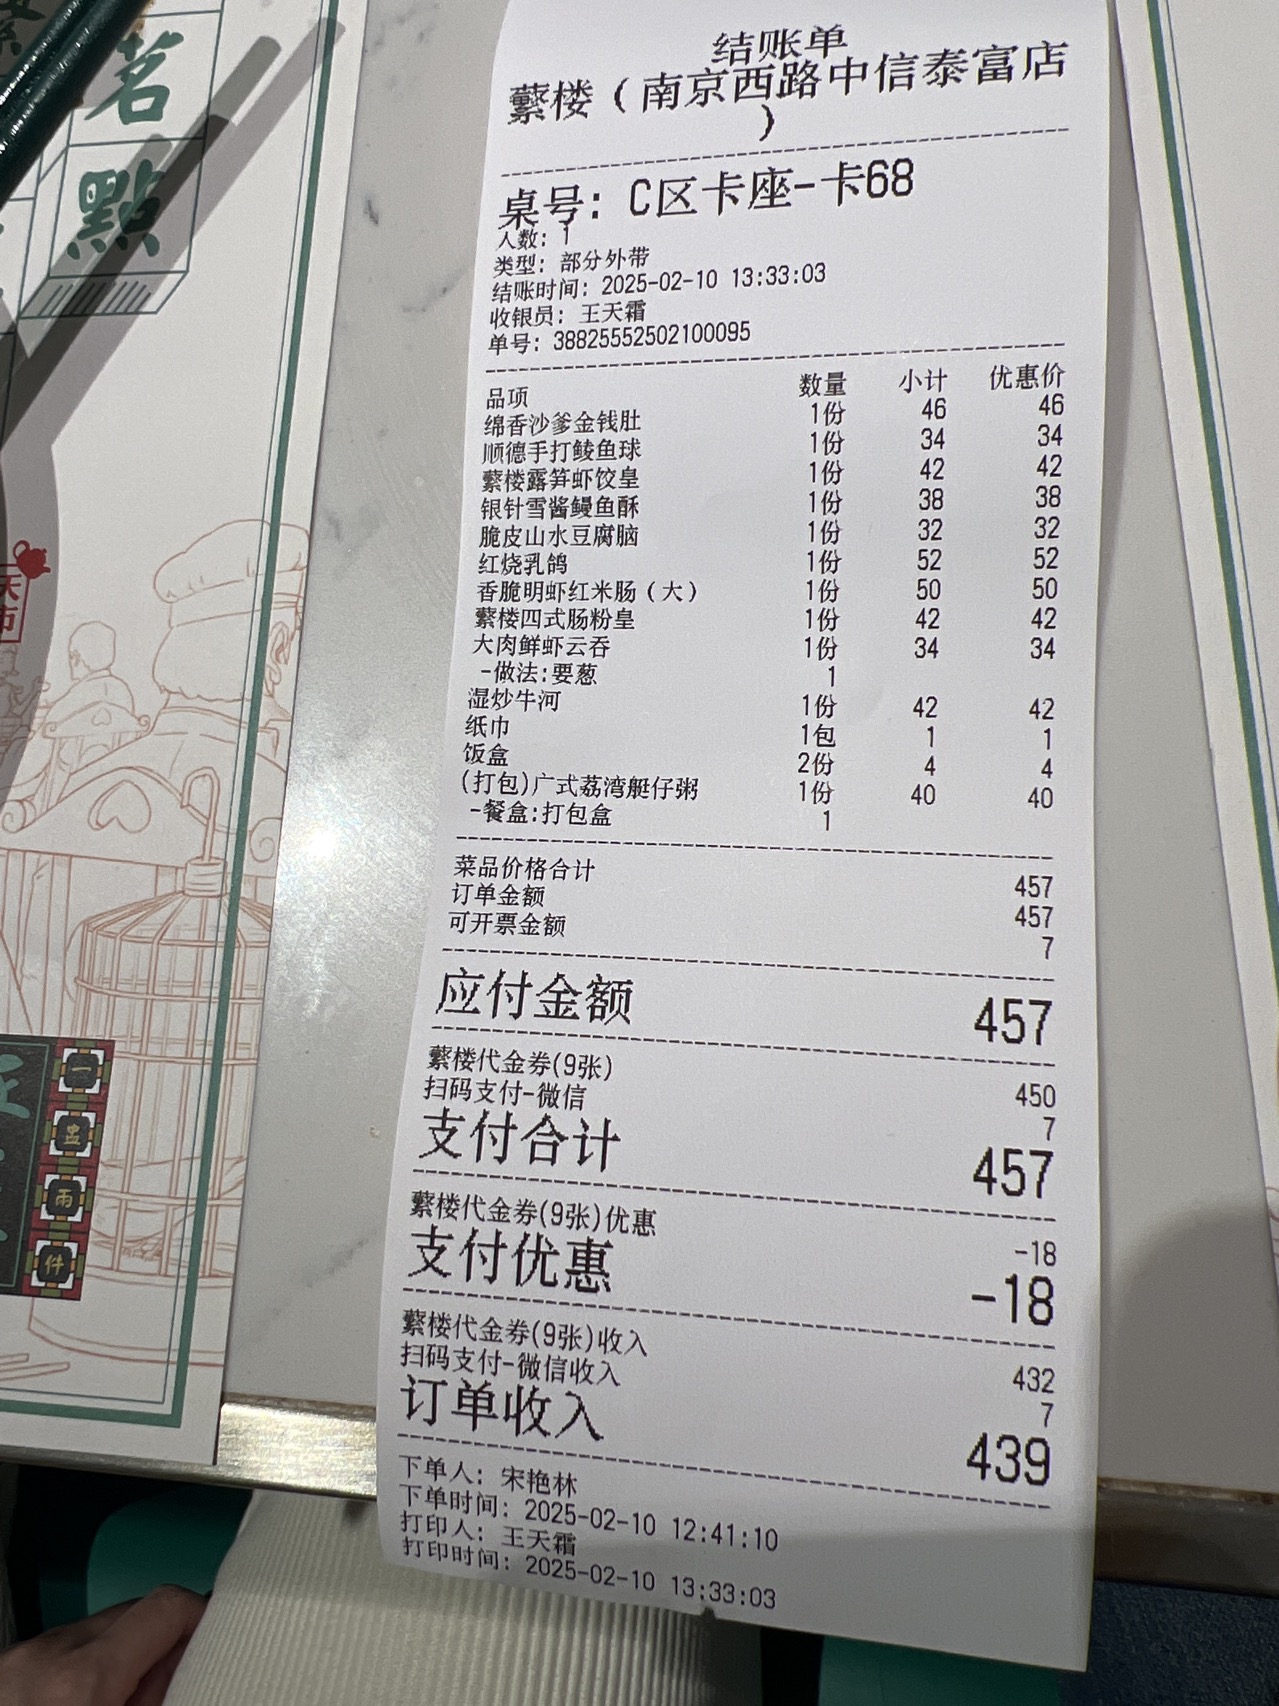 茗
點
天
市
一
盅
兩
件
结账单
蘩楼（南京西路中信泰富店
）
桌号: C区卡座-卡68
人数: 1
类型: 部分外带
结账时间: 2025-02-10 13:33:03
收银员: 王天霜
单号: 38825552502100095
品项 数量 小计 优惠价
绵香沙爹金钱肚 1份 46 46
顺德手打鲮鱼球 1份 34 34
蘩楼露笋虾饺皇 1份 42 42
银针雪酱鳗鱼酥 1份 38 38
脆皮山水豆腐脑 1份 32 32
红烧乳鸽 1份 52 52
香脆明虾红米肠（大） 1份 50 50
蘩楼四式肠粉皇 1份 42 42
大肉鲜虾云吞 1份 34 34
-做法:要葱 1
湿炒牛河 1份 42 42
纸巾 1包 1 1
饭盒 2份 4 4
(打包)广式荔湾艇仔粥 1份 40 40
-餐盒:打包盒 1
菜品价格合计 457
订单金额 457
可开票金额 7
应付金额 457
蘩楼代金券(9张) 450
扫码支付-微信 7
支付合计 457
蘩楼代金券(9张)优惠 -18
支付优惠 -18
蘩楼代金券(9张)收入 432
扫码支付-微信收入 7
订单收入 439
下单人: 宋艳林
下单时间: 2025-02-10 12:41:10
打印人: 王天霜
打印时间: 2025-02-10 13:33:03